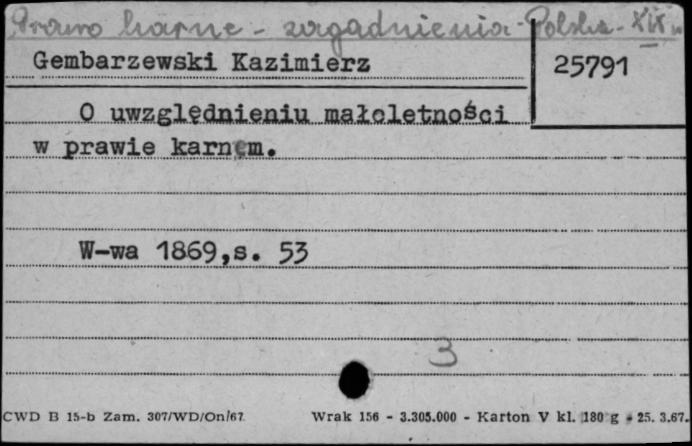 Prawo karne - zagadnienia - Polska - XIX w
Gembarzewski Kazimierz
25791
O uwzględnieniu małoletności
w prawie karnem.
W-wa 1869,s. 53
3
CWD B 15-b Zam. 307/WD/On/67. Wrak 156 - 3.305.000 - Karton V kl. 180 g - 25. 3.67.